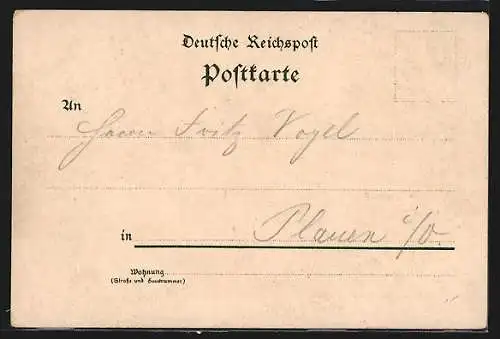 Deutsche Reichspost
Postkarte
An Herrn Fritz Vogel
in Plauen i/V.
Wohnung
(Straße und Hausnummer)